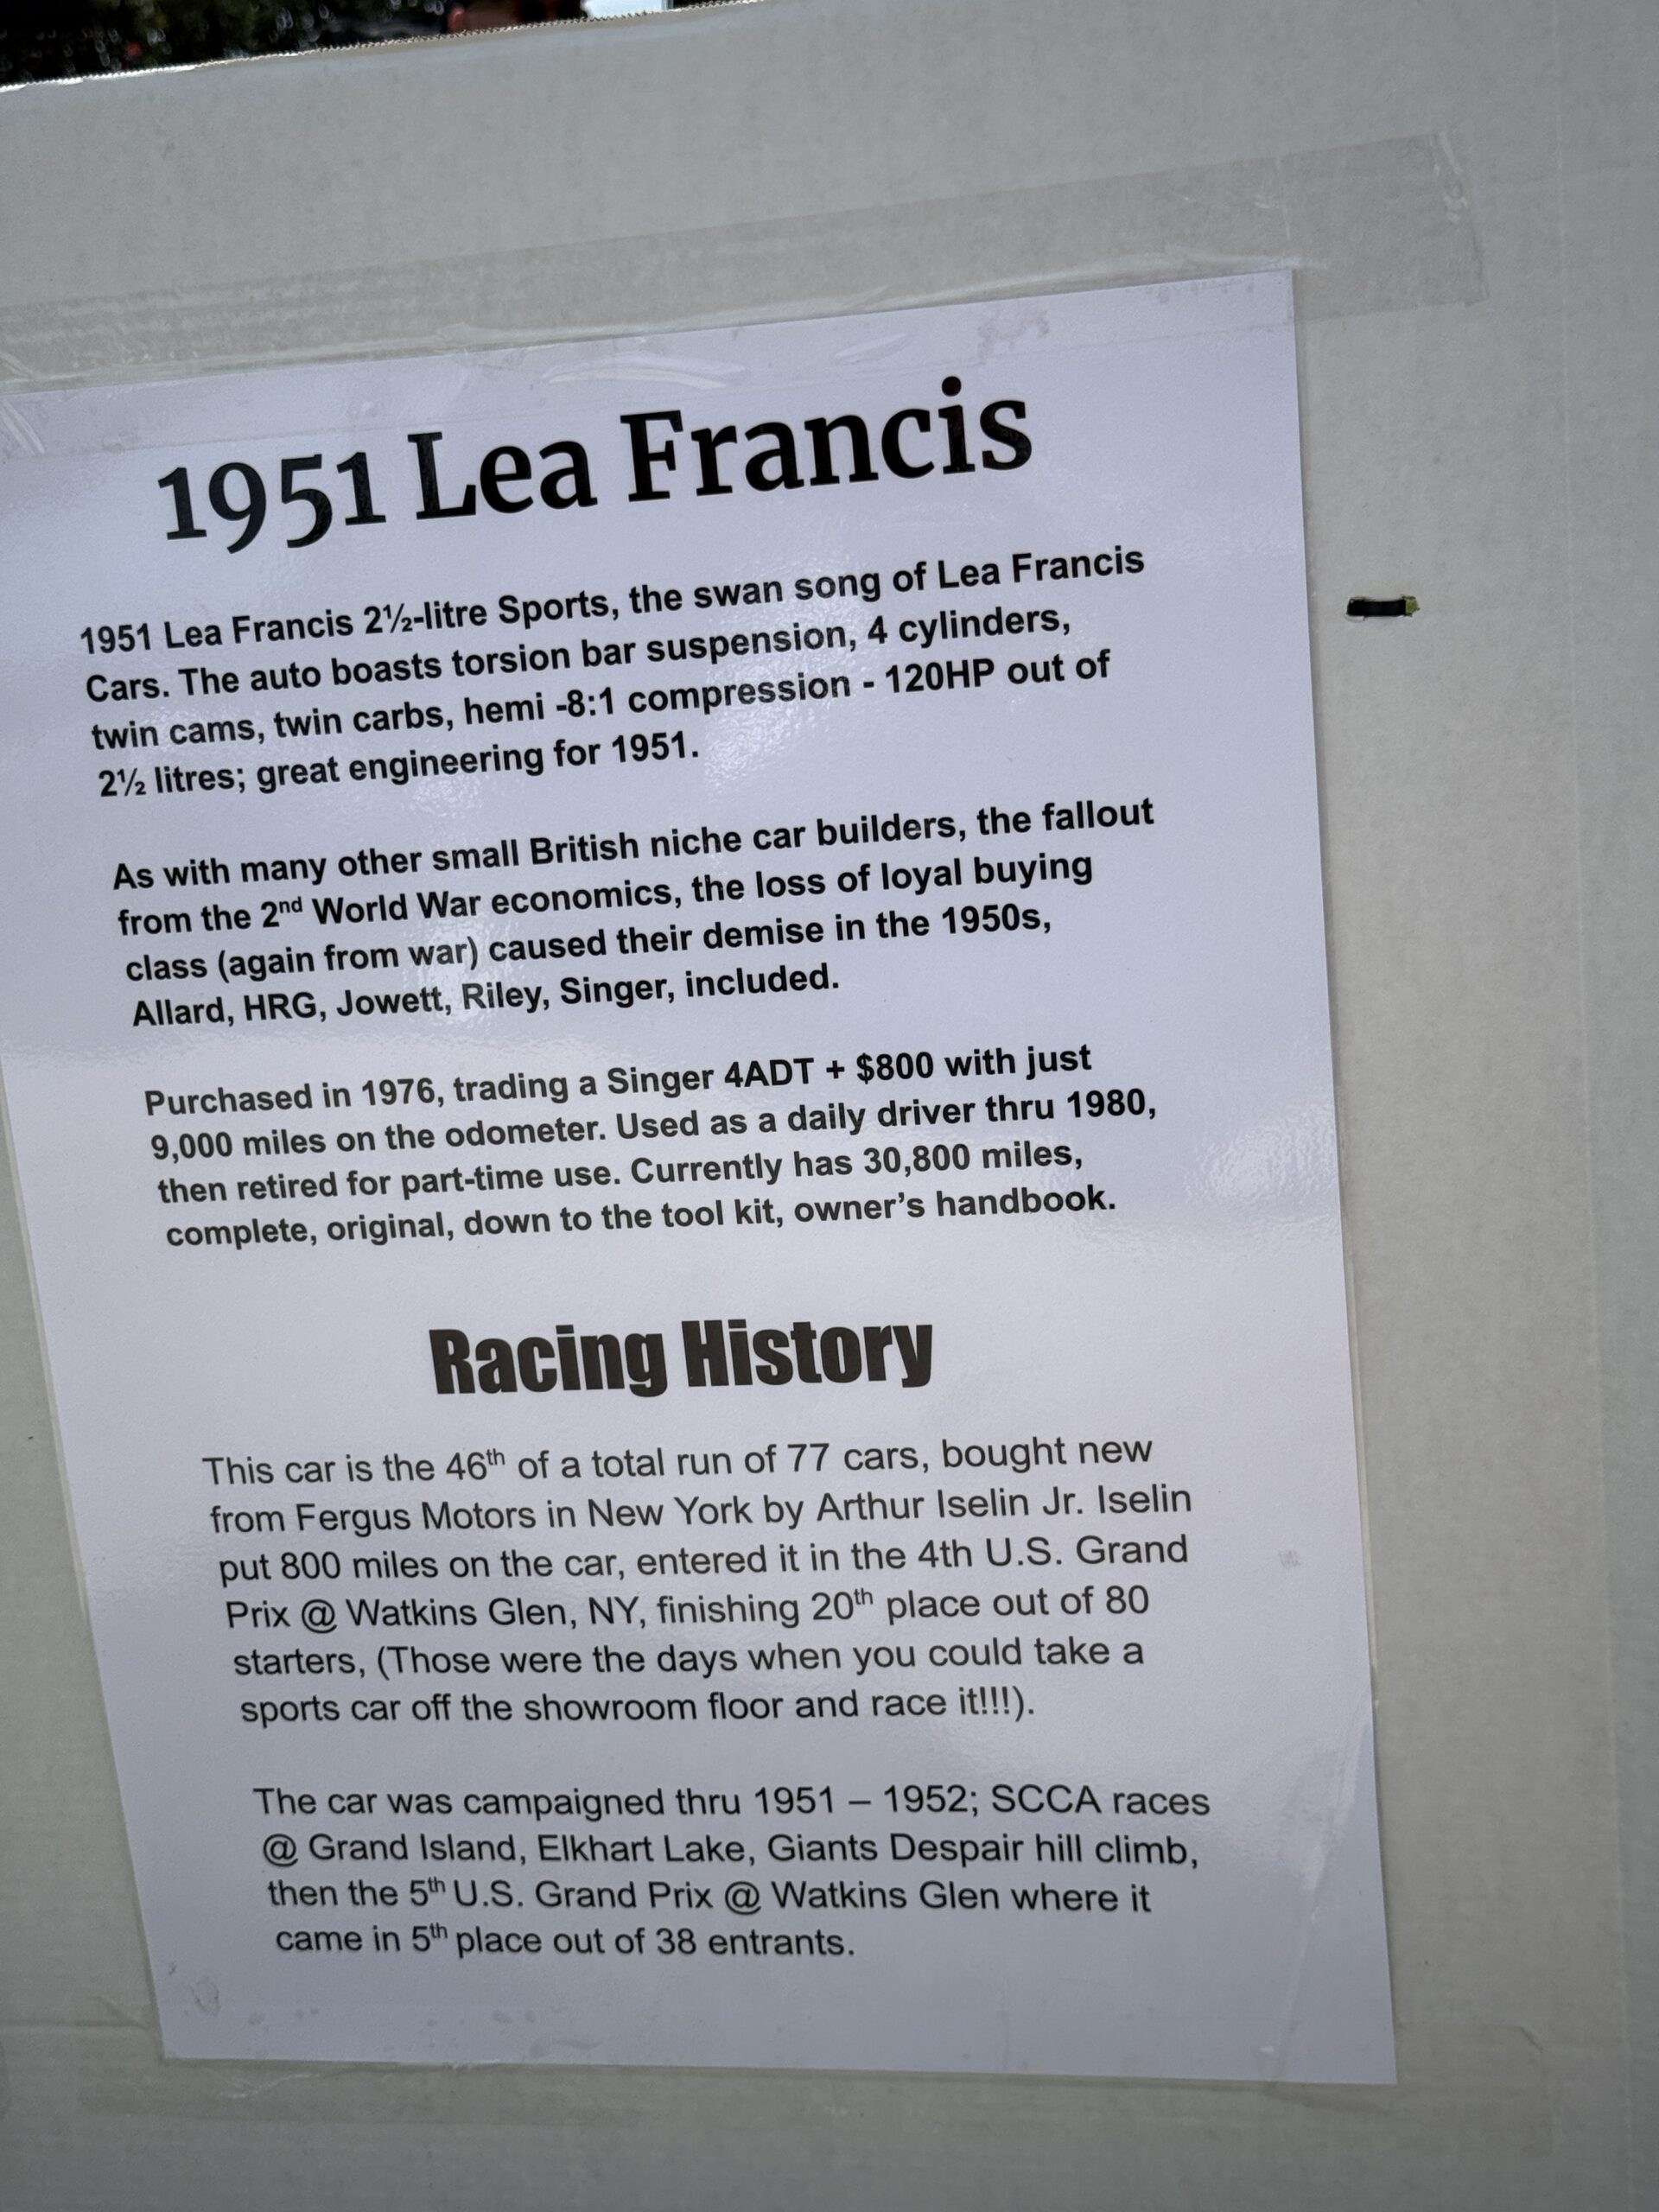 1951 Lea Francis
1951 Lea Francis 2½-litre Sports, the swan song of Lea Francis
Cars. The auto boasts torsion bar suspension, 4 cylinders,
twin cams, twin carbs, hemi -8:1 compression - 120HP out of
2½ litres; great engineering for 1951.
As with many other small British niche car builders, the fallout
from the 2nd World War economics, the loss of loyal buying
class (again from war) caused their demise in the 1950s,
Allard, HRG, Jowett, Riley, Singer, included.
Purchased in 1976, trading a Singer 4ADT + $800 with just
9,000 miles on the odometer. Used as a daily driver thru 1980,
then retired for part-time use. Currently has 30,800 miles,
complete, original, down to the tool kit, owner’s handbook.
Racing History
This car is the 46th of a total run of 77 cars, bought new
from Fergus Motors in New York by Arthur Iselin Jr. Iselin
put 800 miles on the car, entered it in the 4th U.S. Grand
Prix @ Watkins Glen, NY, finishing 20th place out of 80
starters, (Those were the days when you could take a
sports car off the showroom floor and race it!!!).
The car was campaigned thru 1951 – 1952; SCCA races
@ Grand Island, Elkhart Lake, Giants Despair hill climb,
then the 5th U.S. Grand Prix @ Watkins Glen where it
came in 5th place out of 38 entrants.